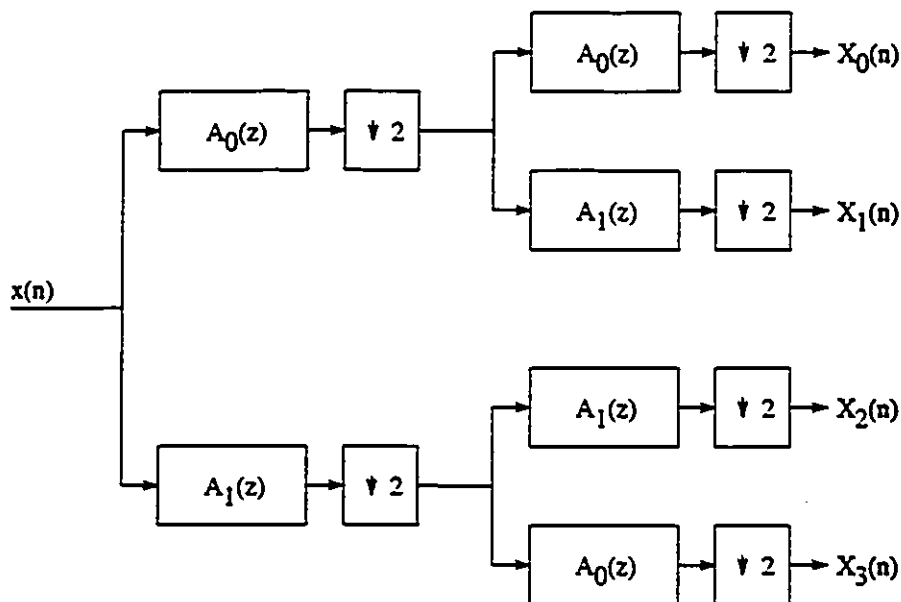 A0(z)
↓ 2
X0(n)
A0(z)
↓ 2
A1(z)
↓ 2
X1(n)
x(n)
A1(z)
↓ 2
X2(n)
A1(z)
↓ 2
A0(z)
↓ 2
X3(n)